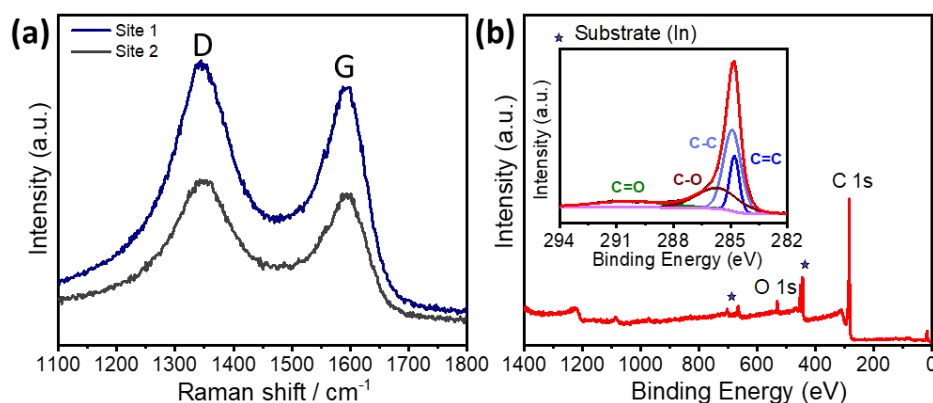 (a)
Site 1
Site 2
D
G
Intensity (a.u.)
1100 1200 1300 1400 1500 1600 1700 1800
Raman shift / cm⁻¹
(b)
Substrate (In)
Intensity (a.u.)
C-C
C=C
C-O
C=O
294 291 288 285 282
Binding Energy (eV)
C 1s
O 1s
Intensity (a.u.)
1400 1200 1000 800 600 400 200 0
Binding Energy (eV)